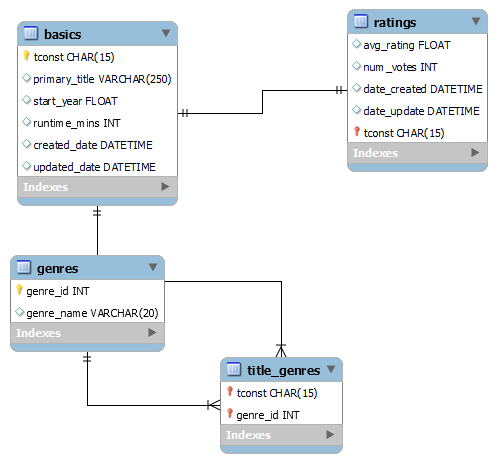 basics
tconst CHAR(15)
primary_title VARCHAR(250)
start_year FLOAT
runtime_mins INT
created_date DATETIME
updated_date DATETIME
Indexes
ratings
avg_rating FLOAT
num_votes INT
date_created DATETIME
date_update DATETIME
tconst CHAR(15)
Indexes
genres
genre_id INT
genre_name VARCHAR(20)
Indexes
title_genres
tconst CHAR(15)
genre_id INT
Indexes